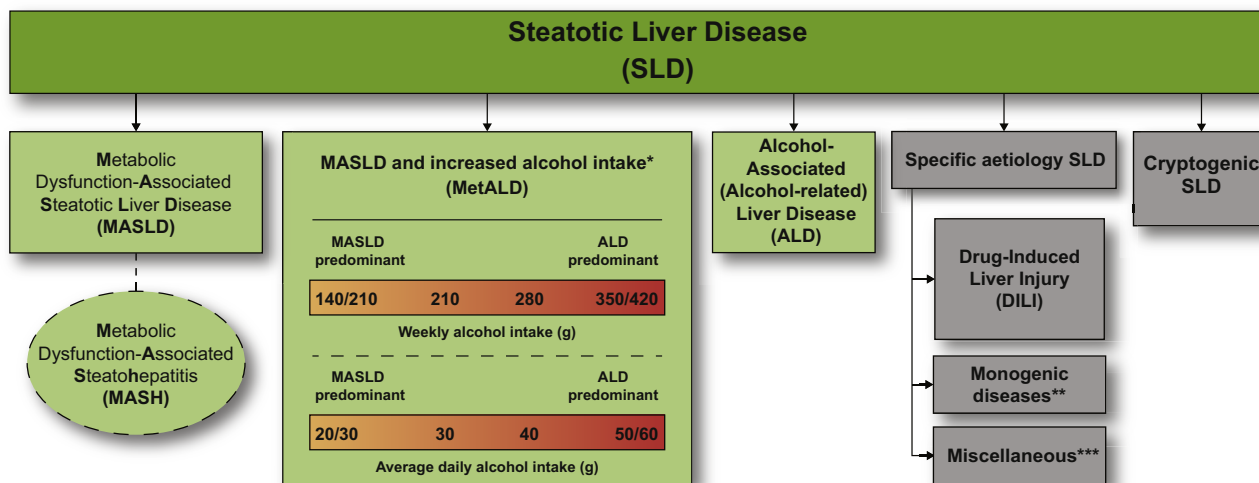 Steatotic Liver Disease
(SLD)
Metabolic
Dysfunction-Associated
Steatotic Liver Disease
(MASLD)
Metabolic
Dysfunction-Associated
Steatohepatitis
(MASH)
MASLD and increased alcohol intake*
(MetALD)
MASLD predominant
ALD predominant
140/210 210 280 350/420
Weekly alcohol intake (g)
MASLD predominant
ALD predominant
20/30 30 40 50/60
Average daily alcohol intake (g)
Alcohol-
Associated
(Alcohol-related)
Liver Disease
(ALD)
Specific aetiology SLD
Drug-Induced
Liver Injury
(DILI)
Monogenic
diseases**
Miscellaneous***
Cryptogenic
SLD